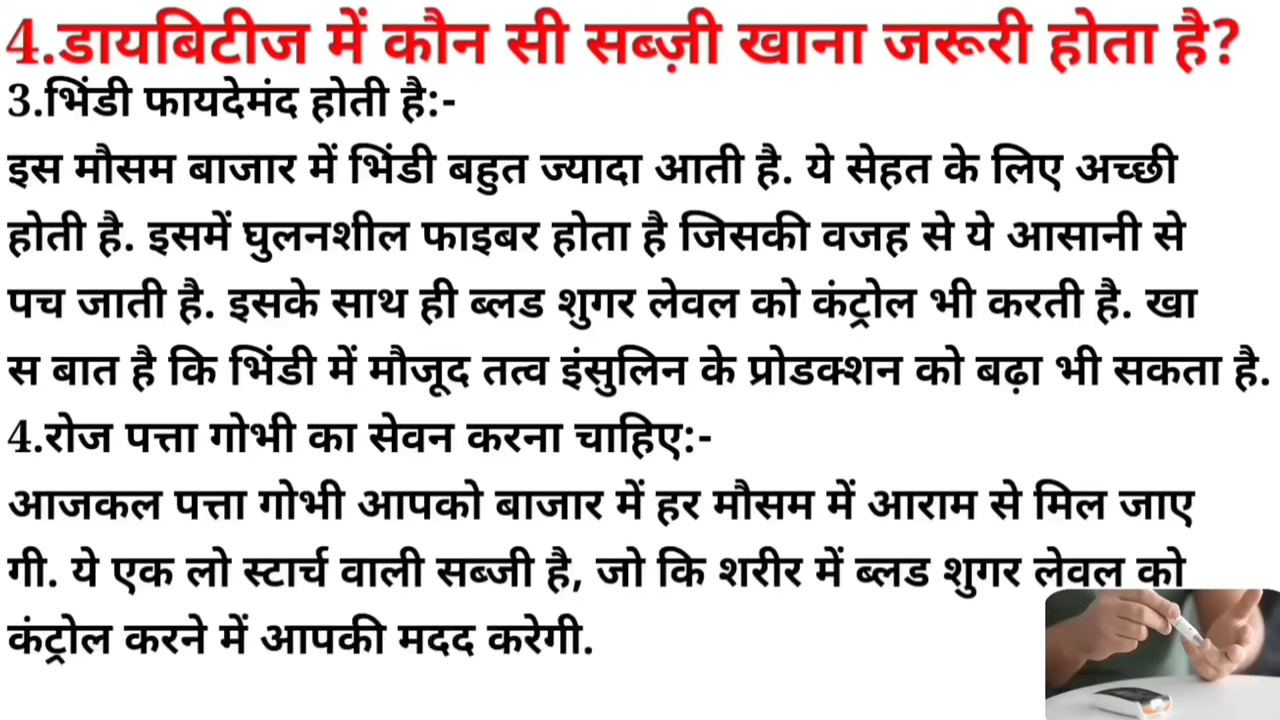 4.डायबिटीज में कौन सी सब्ज़ी खाना जरूरी होता है?
3.भिंडी फायदेमंद होती है:-
इस मौसम बाजार में भिंडी बहुत ज्यादा आती है. ये सेहत के लिए अच्छी
होती है. इसमें घुलनशील फाइबर होता है जिसकी वजह से ये आसानी से
पच जाती है. इसके साथ ही ब्लड शुगर लेवल को कंट्रोल भी करती है. खा
स बात है कि भिंडी में मौजूद तत्व इंसुलिन के प्रोडक्शन को बढ़ा भी सकता है.
4.रोज पत्ता गोभी का सेवन करना चाहिए:-
आजकल पत्ता गोभी आपको बाजार में हर मौसम में आराम से मिल जाए
गी. ये एक लो स्टार्च वाली सब्जी है, जो कि शरीर में ब्लड शुगर लेवल को
कंट्रोल करने में आपकी मदद करेगी.